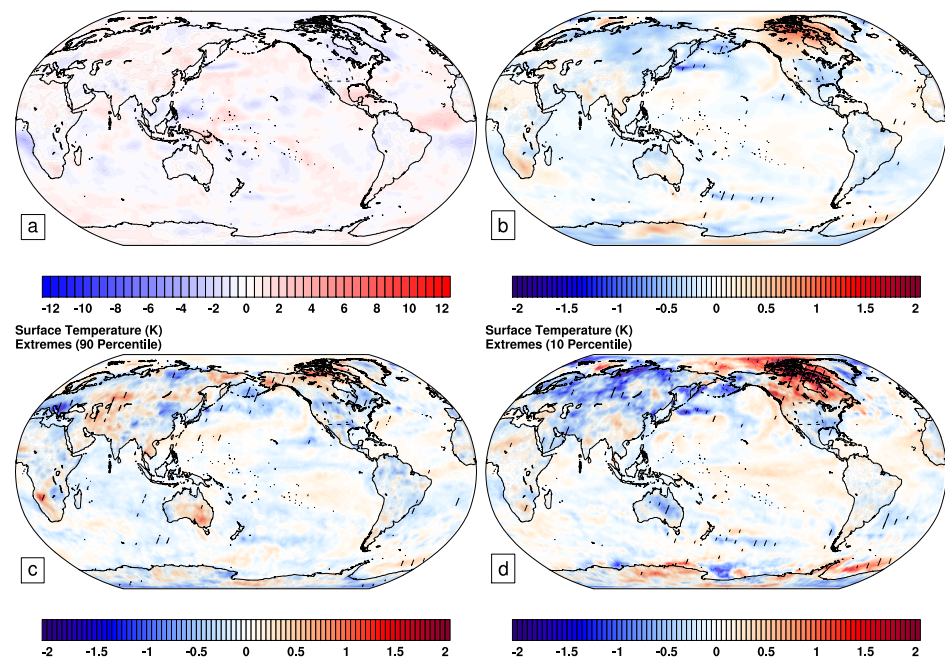 a
b
-12 -10 -8 -6 -4 -2 0 2 4 6 8 10 12
-2 -1.5 -1 -0.5 0 0.5 1 1.5 2
Surface Temperature (K)
Extremes (90 Percentile)
Surface Temperature (K)
Extremes (10 Percentile)
c
d
-2 -1.5 -1 -0.5 0 0.5 1 1.5 2
-2 -1.5 -1 -0.5 0 0.5 1 1.5 2